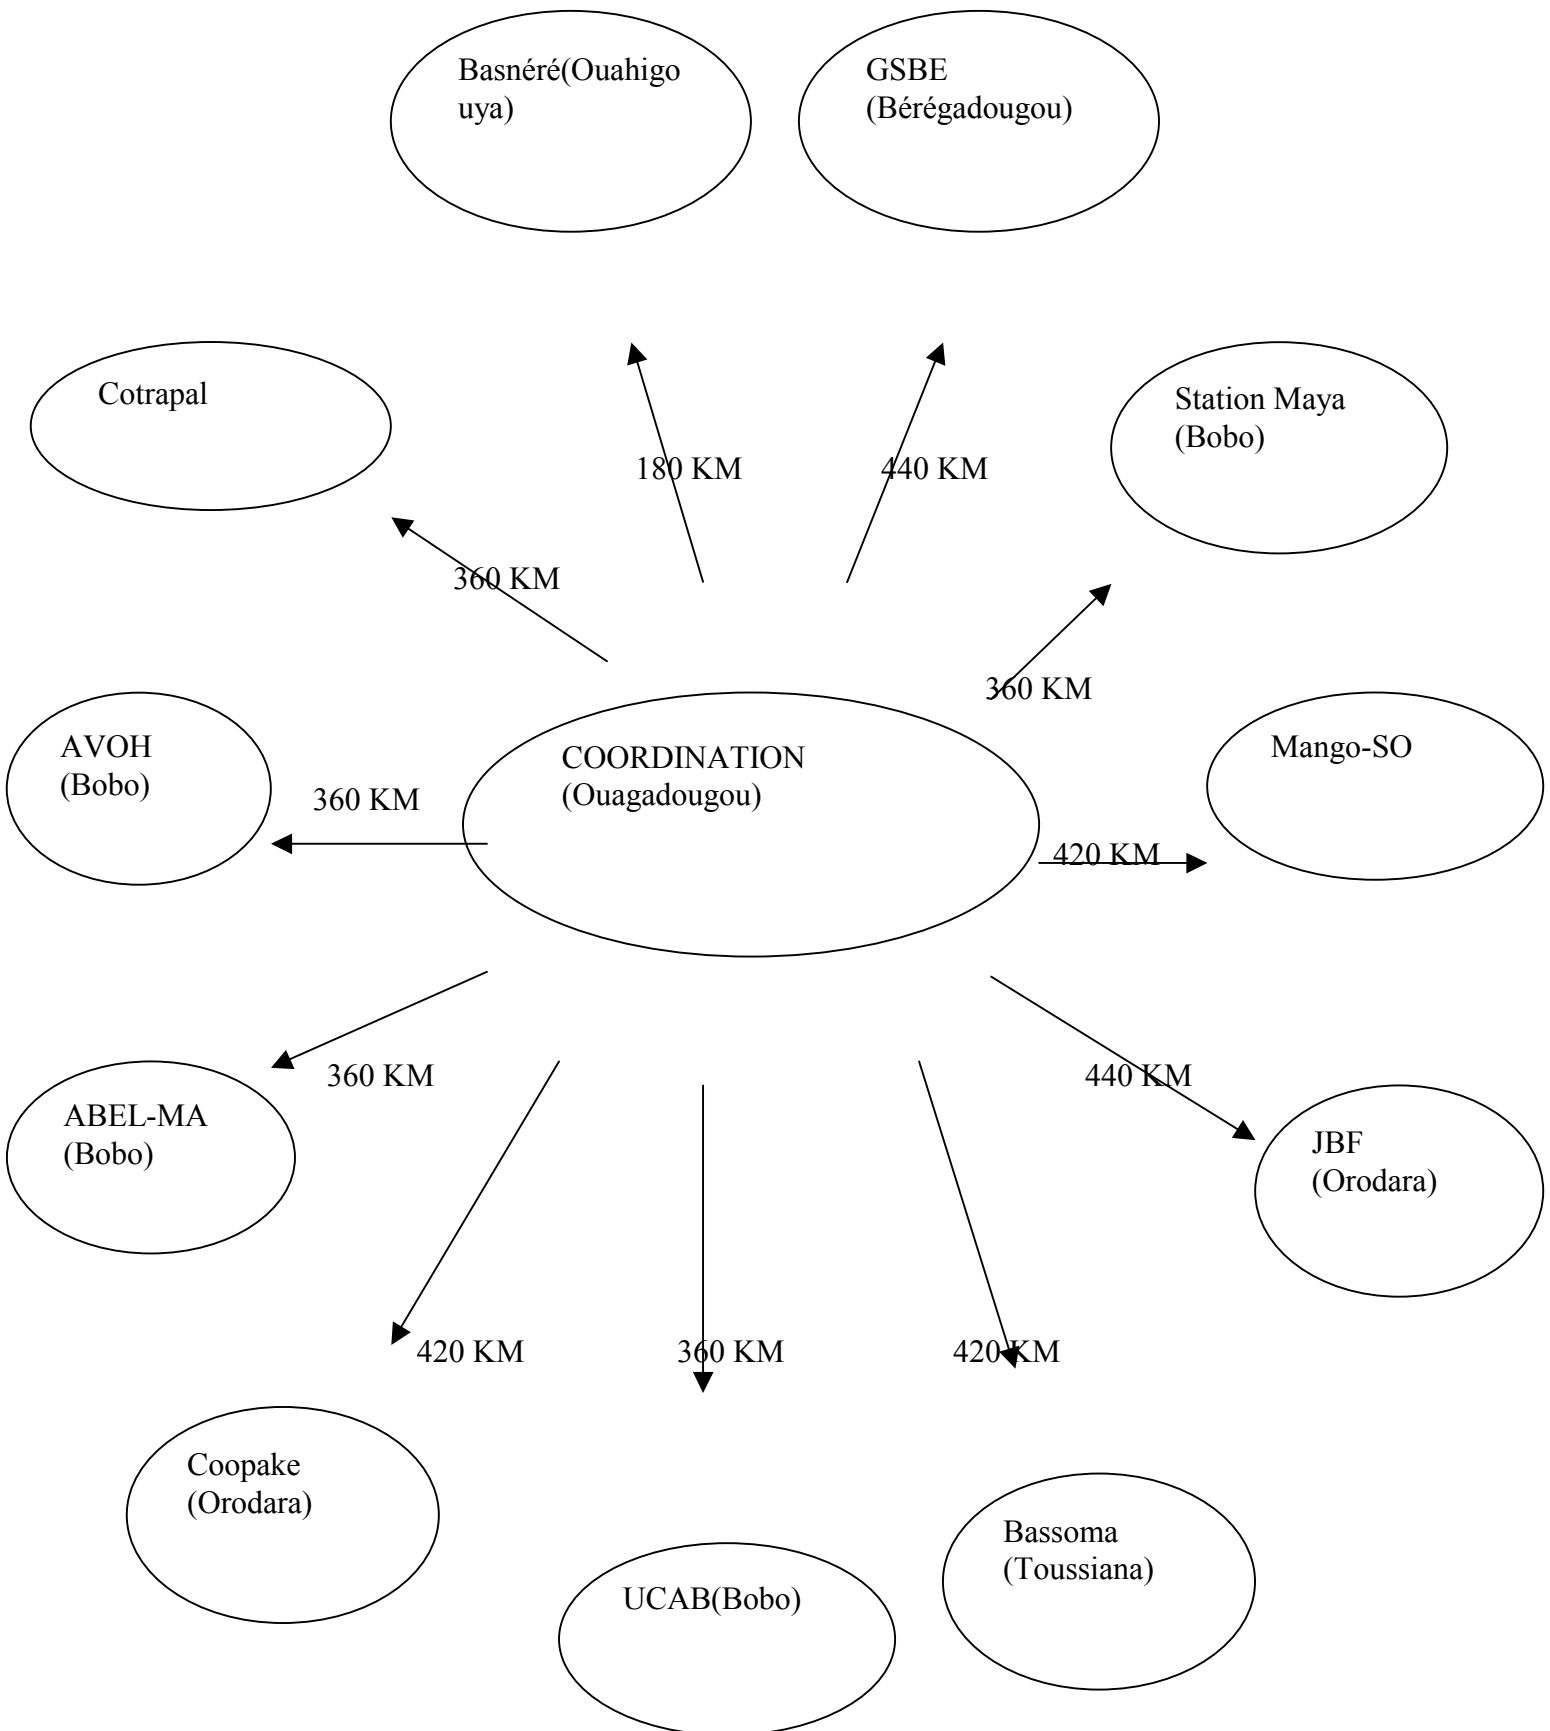 Basnéré(Ouahigo
uya)
GSBE
(Bérégadougou)
Cotrapal
Station Maya
(Bobo)
180 KM
440 KM
360 KM
360 KM
AVOH
(Bobo)
COORDINATION
(Ouagadougou)
Mango-SO
360 KM
420 KM
360 KM
440 KM
ABEL-MA
(Bobo)
JBF
(Orodara)
420 KM
360 KM
420 KM
Coopake
(Orodara)
Bassoma
(Toussiana)
UCAB(Bobo)